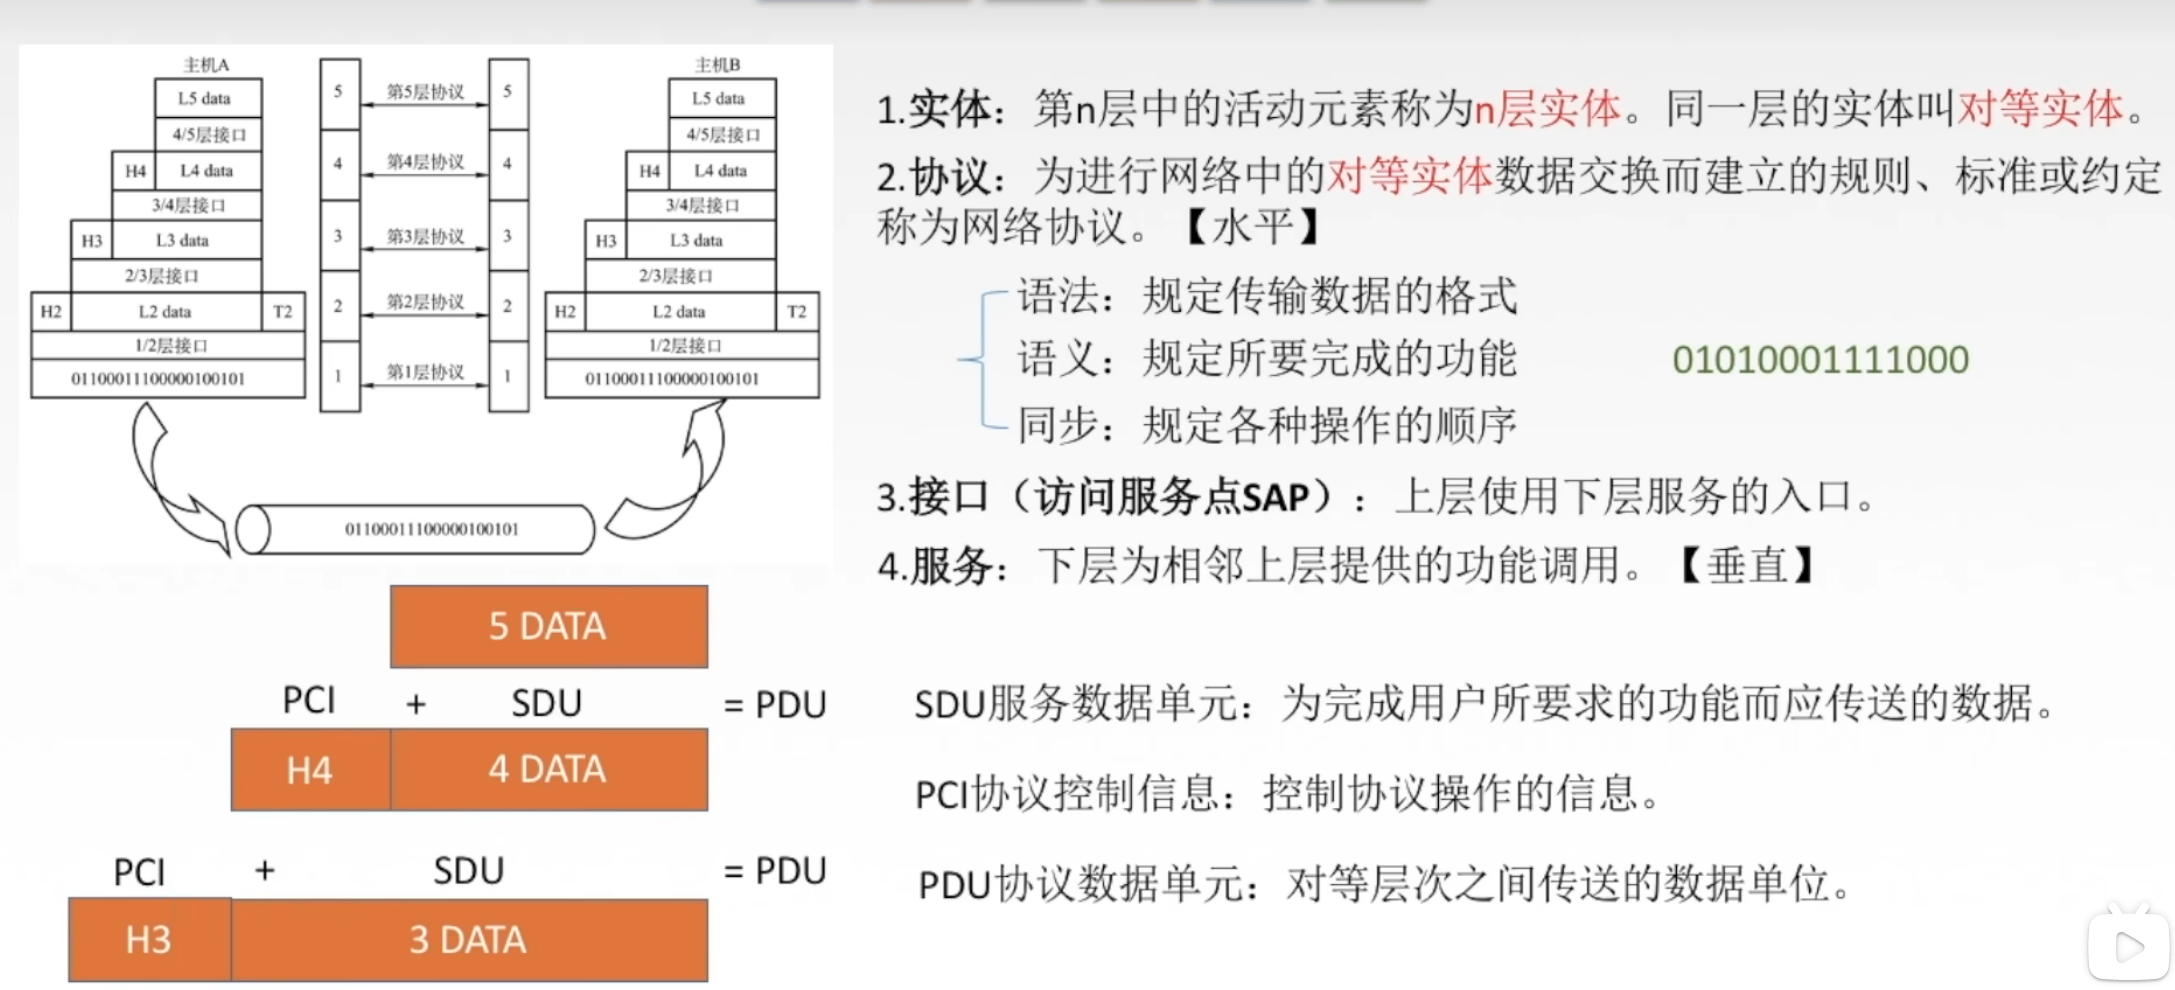 主机A
L5 data
4/5层接口
H4 L4 data
3/4层接口
H3 L3 data
2/3层接口
H2 L2 data T2
1/2层接口
01100011100000100101
5 第5层协议 5
4 第4层协议 4
3 第3层协议 3
2 第2层协议 2
1 第1层协议 1
主机B
L5 data
4/5层接口
H4 L4 data
3/4层接口
H3 L3 data
2/3层接口
H2 L2 data T2
1/2层接口
01100011100000100101
01100011100000100101
5 DATA
PCI + SDU = PDU
H4 4 DATA
PCI + SDU = PDU
H3 3 DATA
1.实体：第n层中的活动元素称为n层实体。同一层的实体叫对等实体。
2.协议：为进行网络中的对等实体数据交换而建立的规则、标准或约定
称为网络协议。【水平】
语法：规定传输数据的格式
语义：规定所要完成的功能
01010001111000
同步：规定各种操作的顺序
3.接口（访问服务点SAP）：上层使用下层服务的入口。
4.服务：下层为相邻上层提供的功能调用。【垂直】
SDU服务数据单元：为完成用户所要求的功能而应传送的数据。
PCI协议控制信息：控制协议操作的信息。
PDU协议数据单元：对等层次之间传送的数据单位。